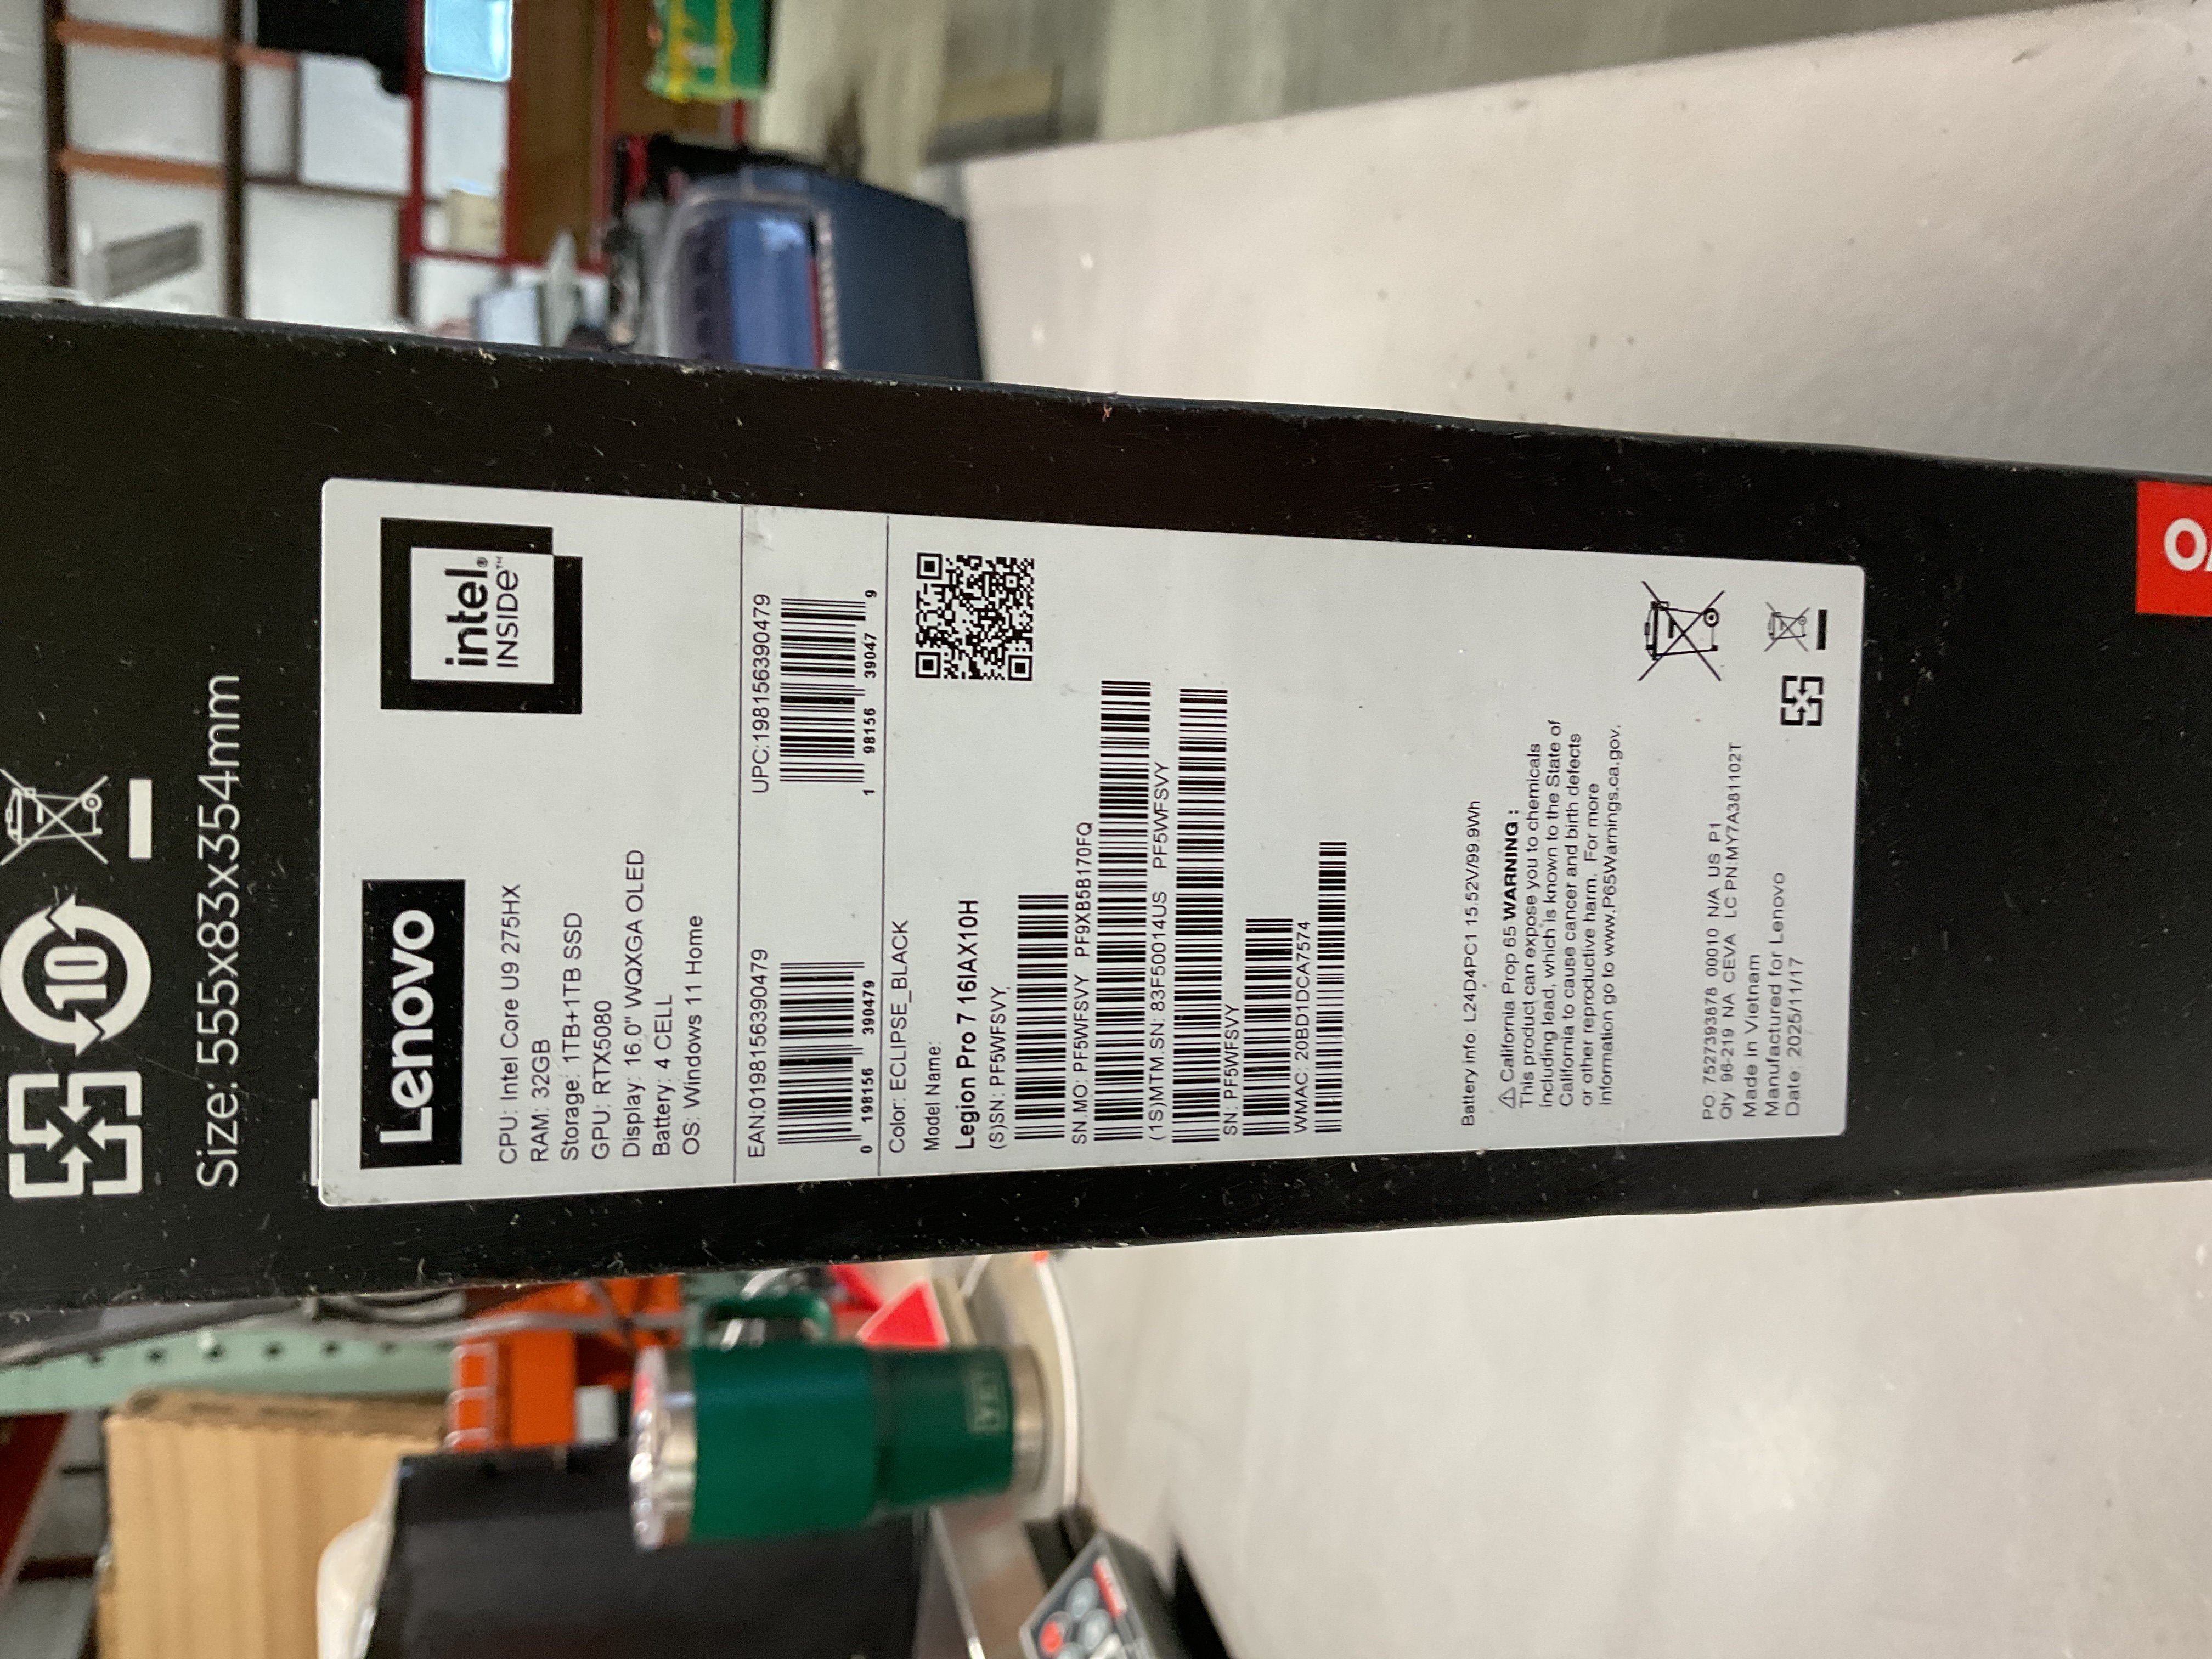 10
Size: 555x83x354mm
Lenovo
intel®
INSIDE™
CPU: Intel Core U9 275HX
RAM: 32GB
Storage: 1TB+1TB SSD
GPU: RTX5080
Display: 16.0" WQXGA OLED
Battery: 4 CELL
OS: Windows 11 Home
EAN:0198156390479
0 198156 390479
UPC:198156390479
1 98156 39047 9
Color: ECLIPSE_BLACK
Model Name:
Legion Pro 7 16IAX10H
(S)SN: PF5WFSVY
SN.MO: PF5WFSVY PF9XB5B170FQ
(1S)MTM.SN: 83F50014US PF5WFSVY
SN: PF5WFSVY
WMAC: 20BD1DCA7574
Battery info: L24D4PC1 15.52V/99.9Wh
⚠ California Prop 65 WARNING :
This product can expose you to chemicals
including lead, which is known to the State of
California to cause cancer and birth defects
or other reproductive harm. For more
information go to www.P65Warnings.ca.gov.
PO: 7527393878 00010 N/A US P1
Qty 96-219 NA CEVA LC PN:MY7A381102T
Made in Vietnam
Manufactured for Lenovo
Date 2025/11/17
YETI